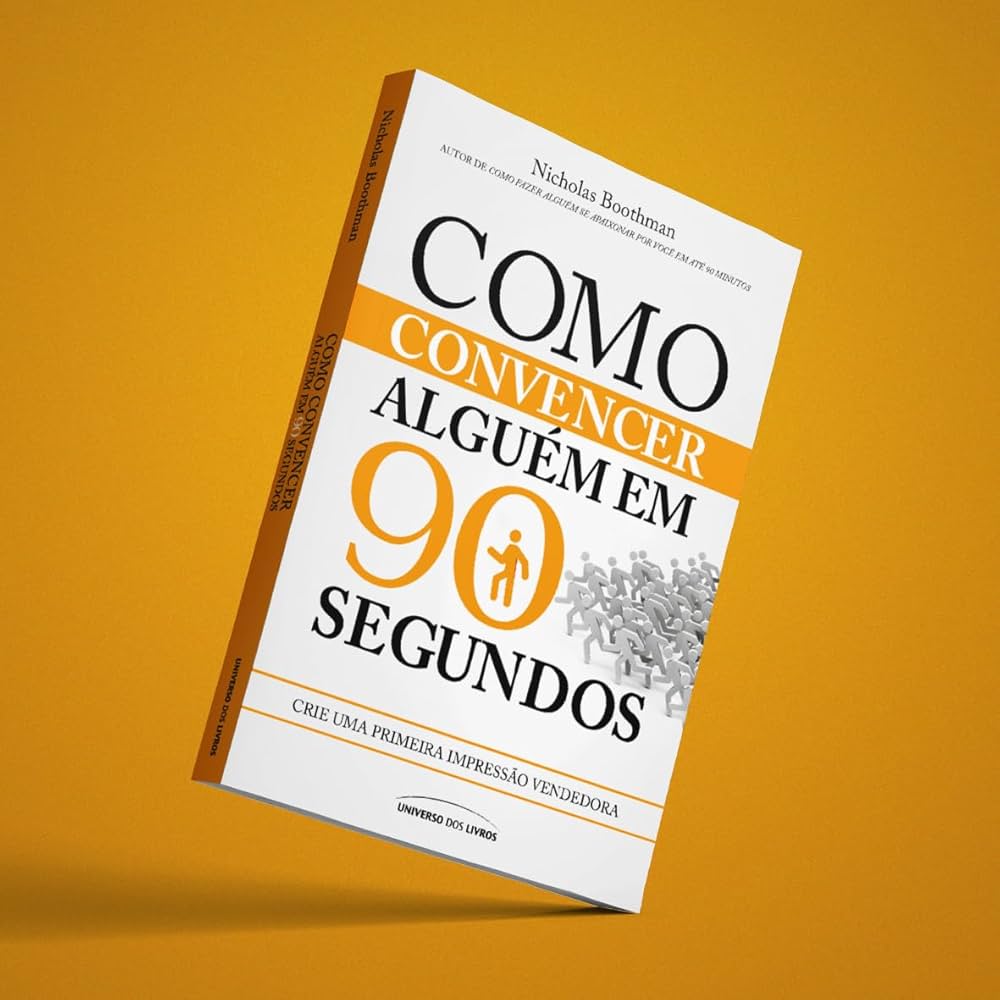 Nicholas Boothman
AUTOR DE COMO FAZER ALGUÉM SE APAIXONAR POR VOCÊ EM ATÉ 90 MINUTOS
COMO
CONVENCER
ALGUÉM EM
90
SEGUNDOS
CRIE UMA PRIMEIRA IMPRESSÃO VENDEDORA
UNIVERSO DOS LIVROS
Nicholas Boothman
COMO CONVENCER
ALGUÉM EM 90 SEGUNDOS
UNIVERSO DOS LIVROS